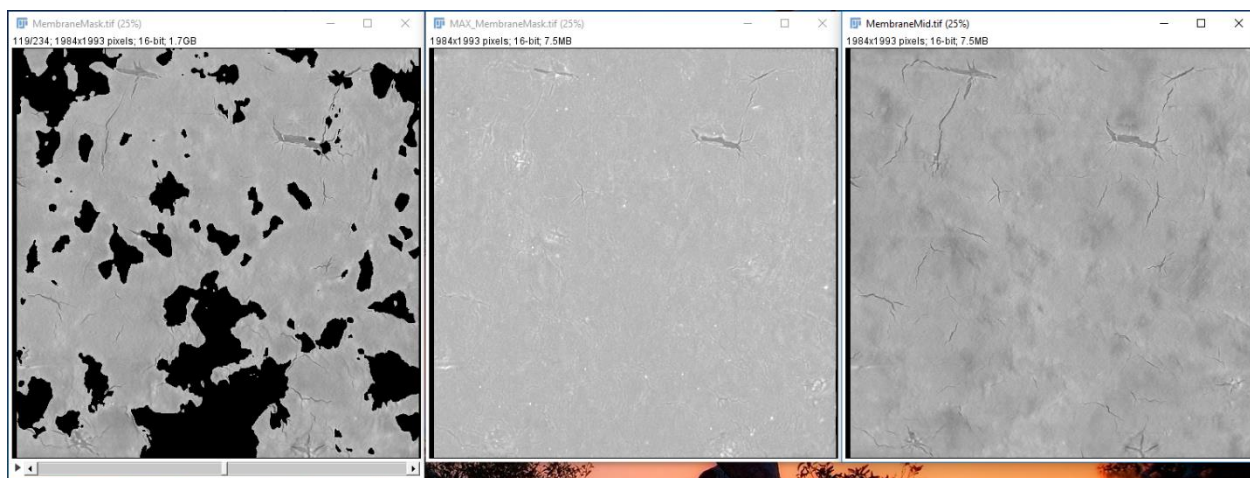 MembraneMask.tif (25%)
119/234; 1984x1993 pixels; 16-bit; 1.7GB
MAX_MembraneMask.tif (25%)
1984x1993 pixels; 16-bit; 7.5MB
MembraneMid.tif (25%)
1984x1993 pixels; 16-bit; 7.5MB